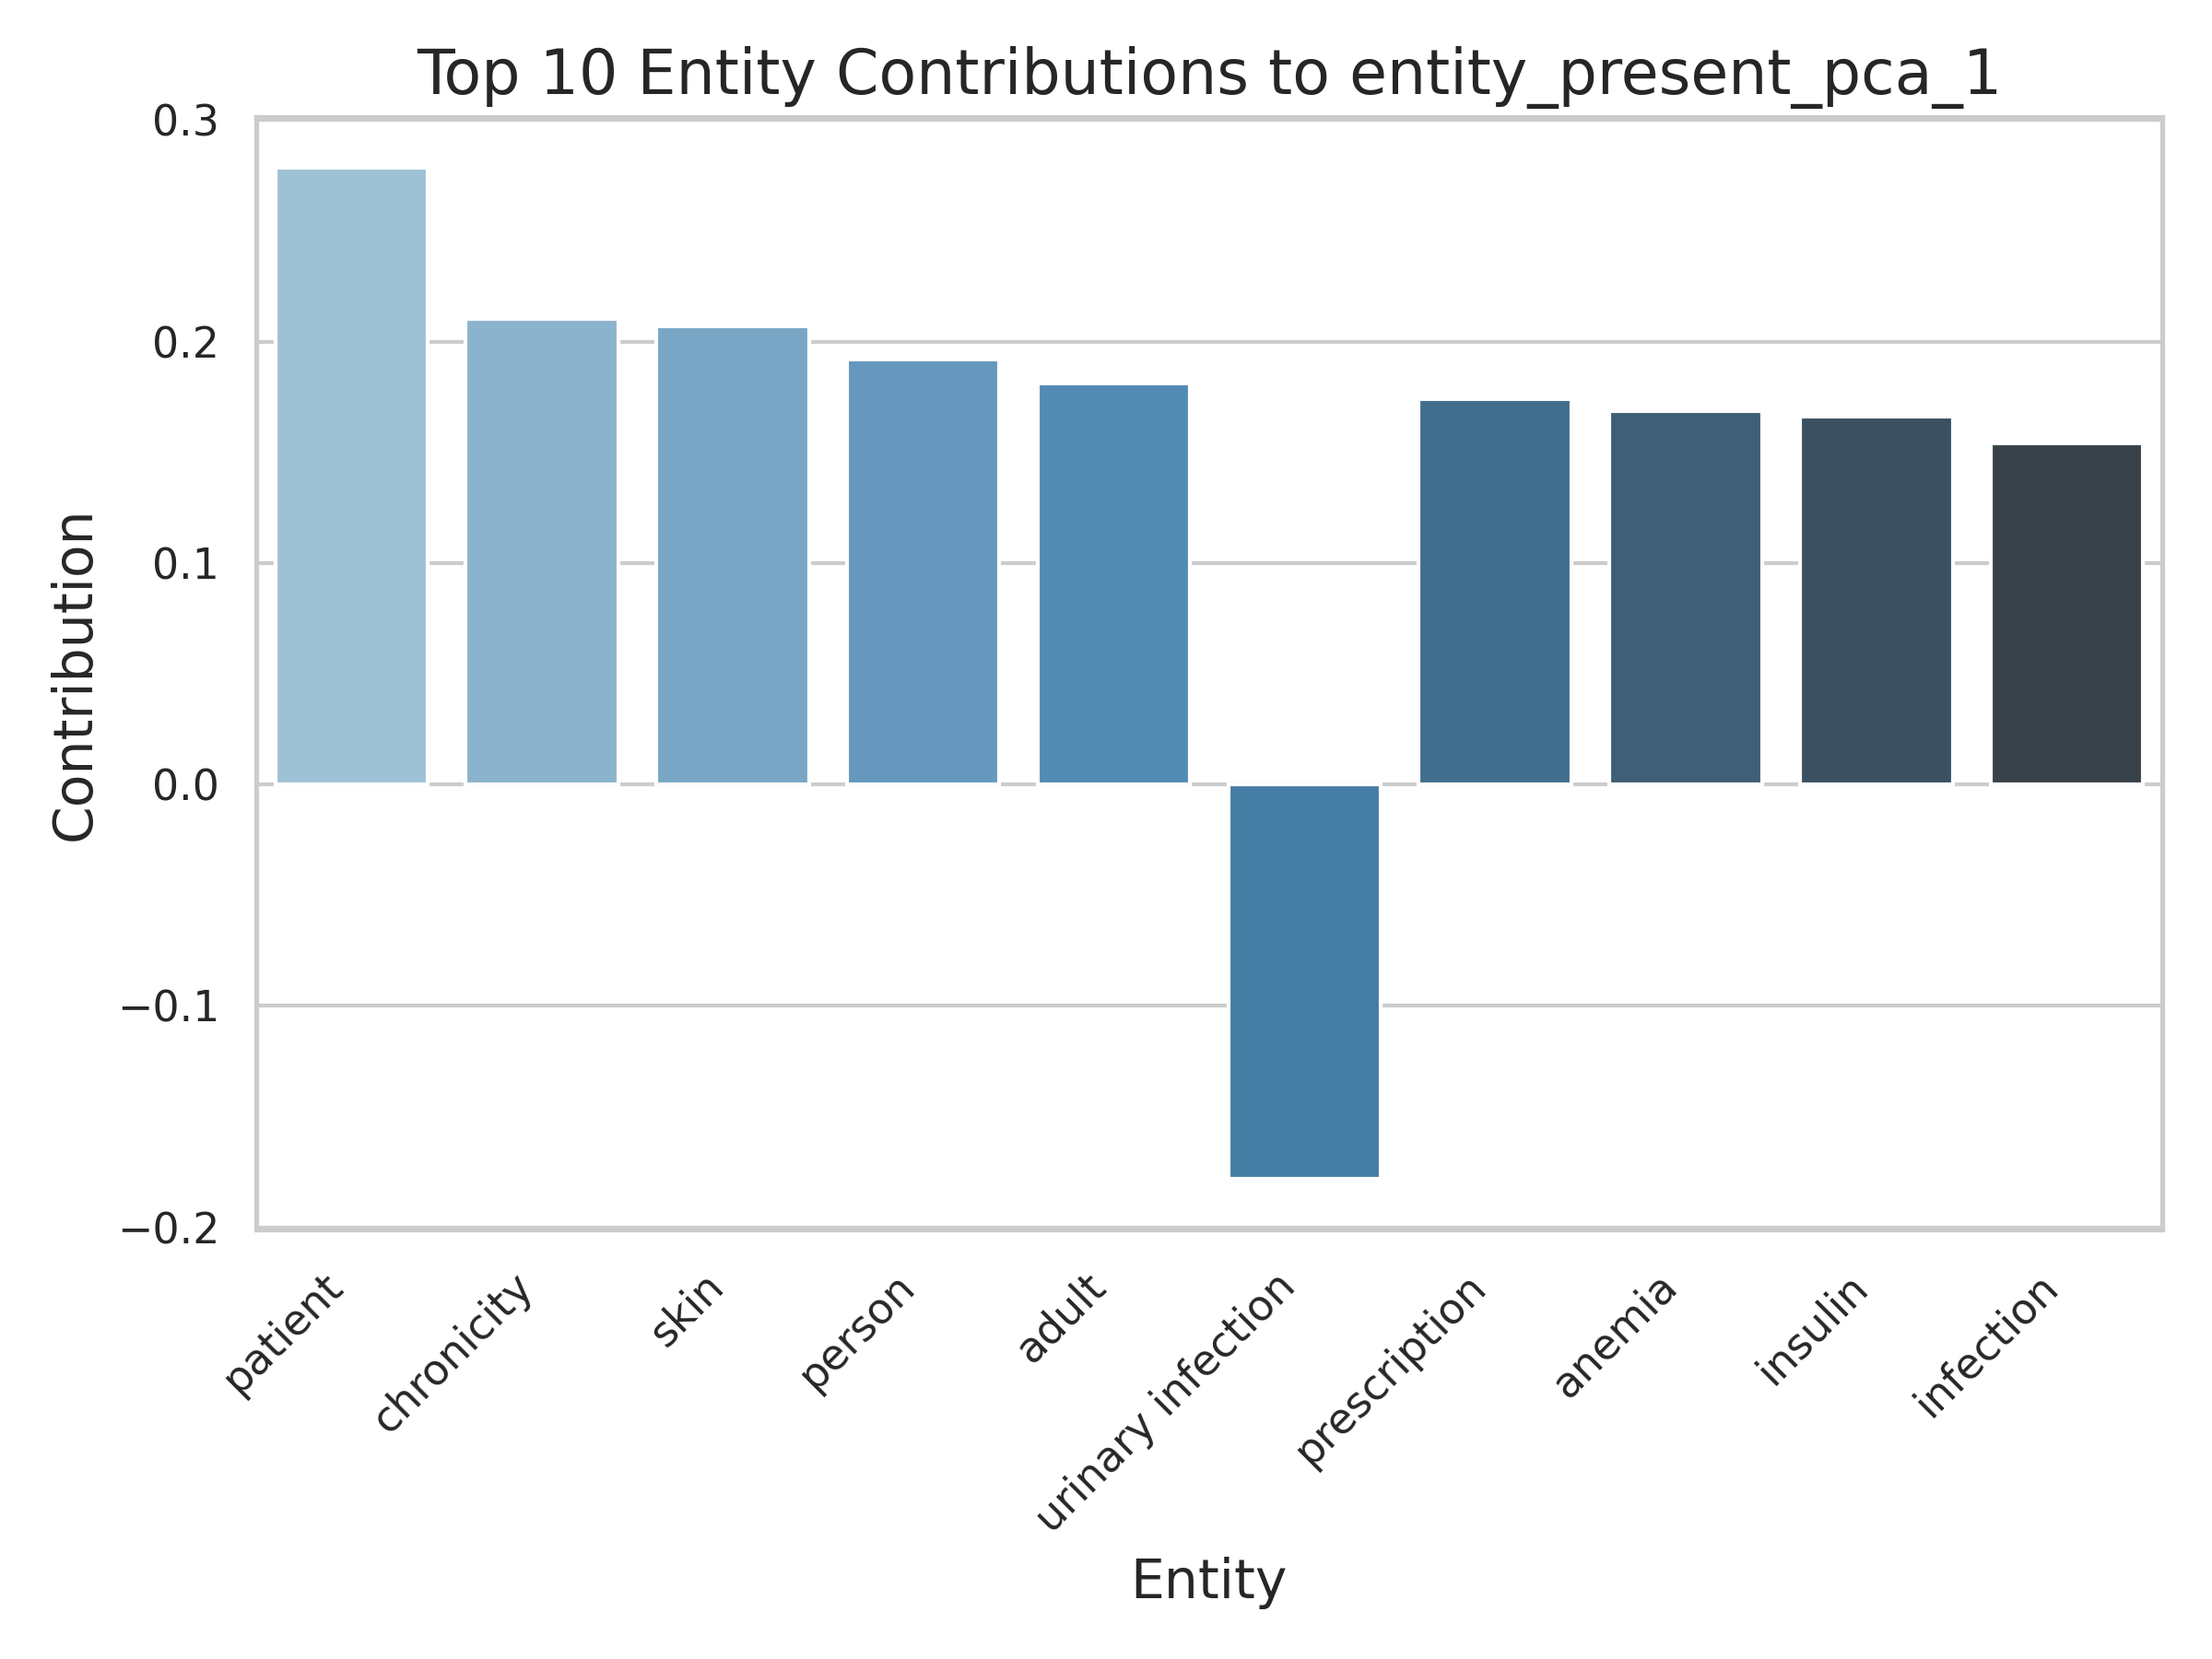 Top 10 Entity Contributions to entity_present_pca_1
0.3
0.2
0.1
0.0
−0.1
−0.2
Contribution
patient
chronicity
skin
person
adult
urinary infection
prescription
anemia
insulin
infection
Entity